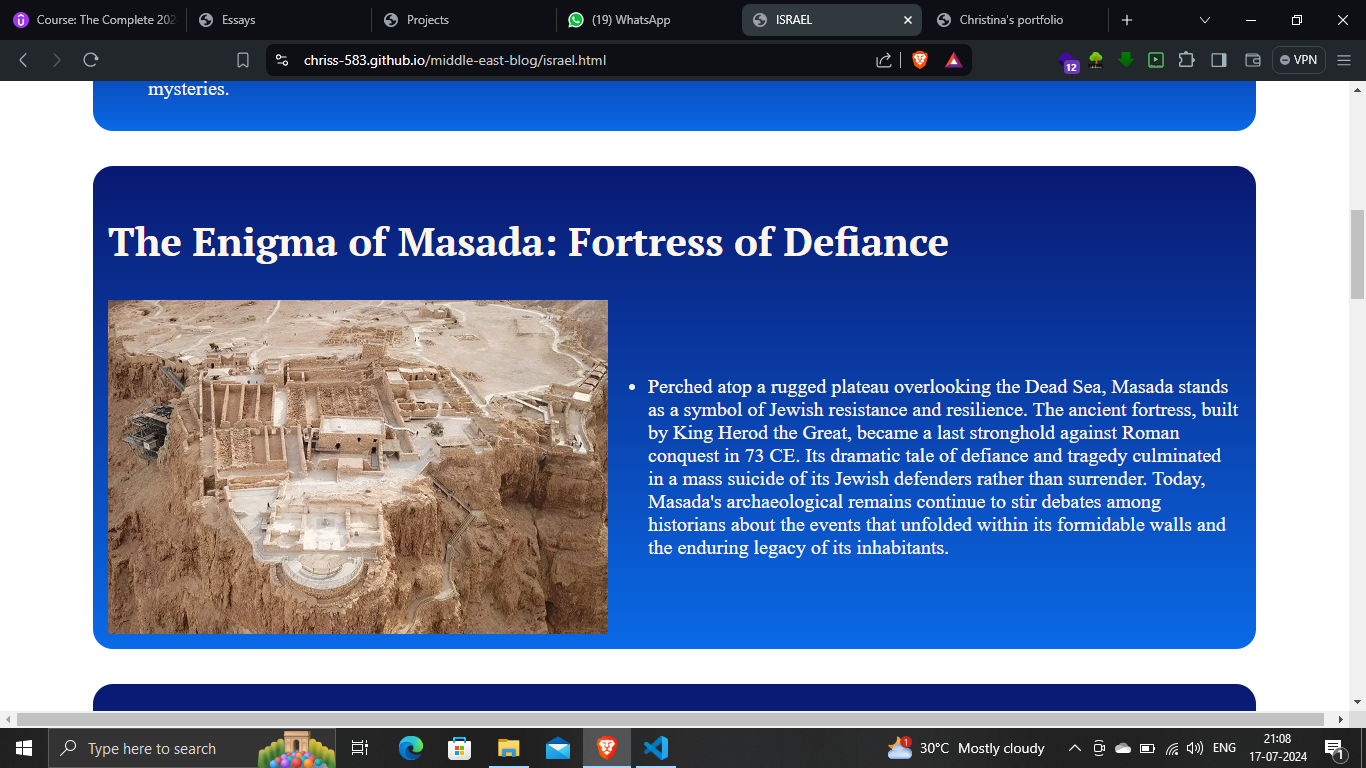 Course: The Complete 202
Essays
Projects
(19) WhatsApp
ISRAEL
Christina's portfolio
chriss-583.github.io/middle-east-blog/israel.html
12
VPN
mysteries.
The Enigma of Masada: Fortress of Defiance
Perched atop a rugged plateau overlooking the Dead Sea, Masada stands
as a symbol of Jewish resistance and resilience. The ancient fortress, built
by King Herod the Great, became a last stronghold against Roman
conquest in 73 CE. Its dramatic tale of defiance and tragedy culminated
in a mass suicide of its Jewish defenders rather than surrender. Today,
Masada's archaeological remains continue to stir debates among
historians about the events that unfolded within its formidable walls and
the enduring legacy of its inhabitants.
Type here to search
1
30°C Mostly cloudy
ENG
21:08
17-07-2024
1